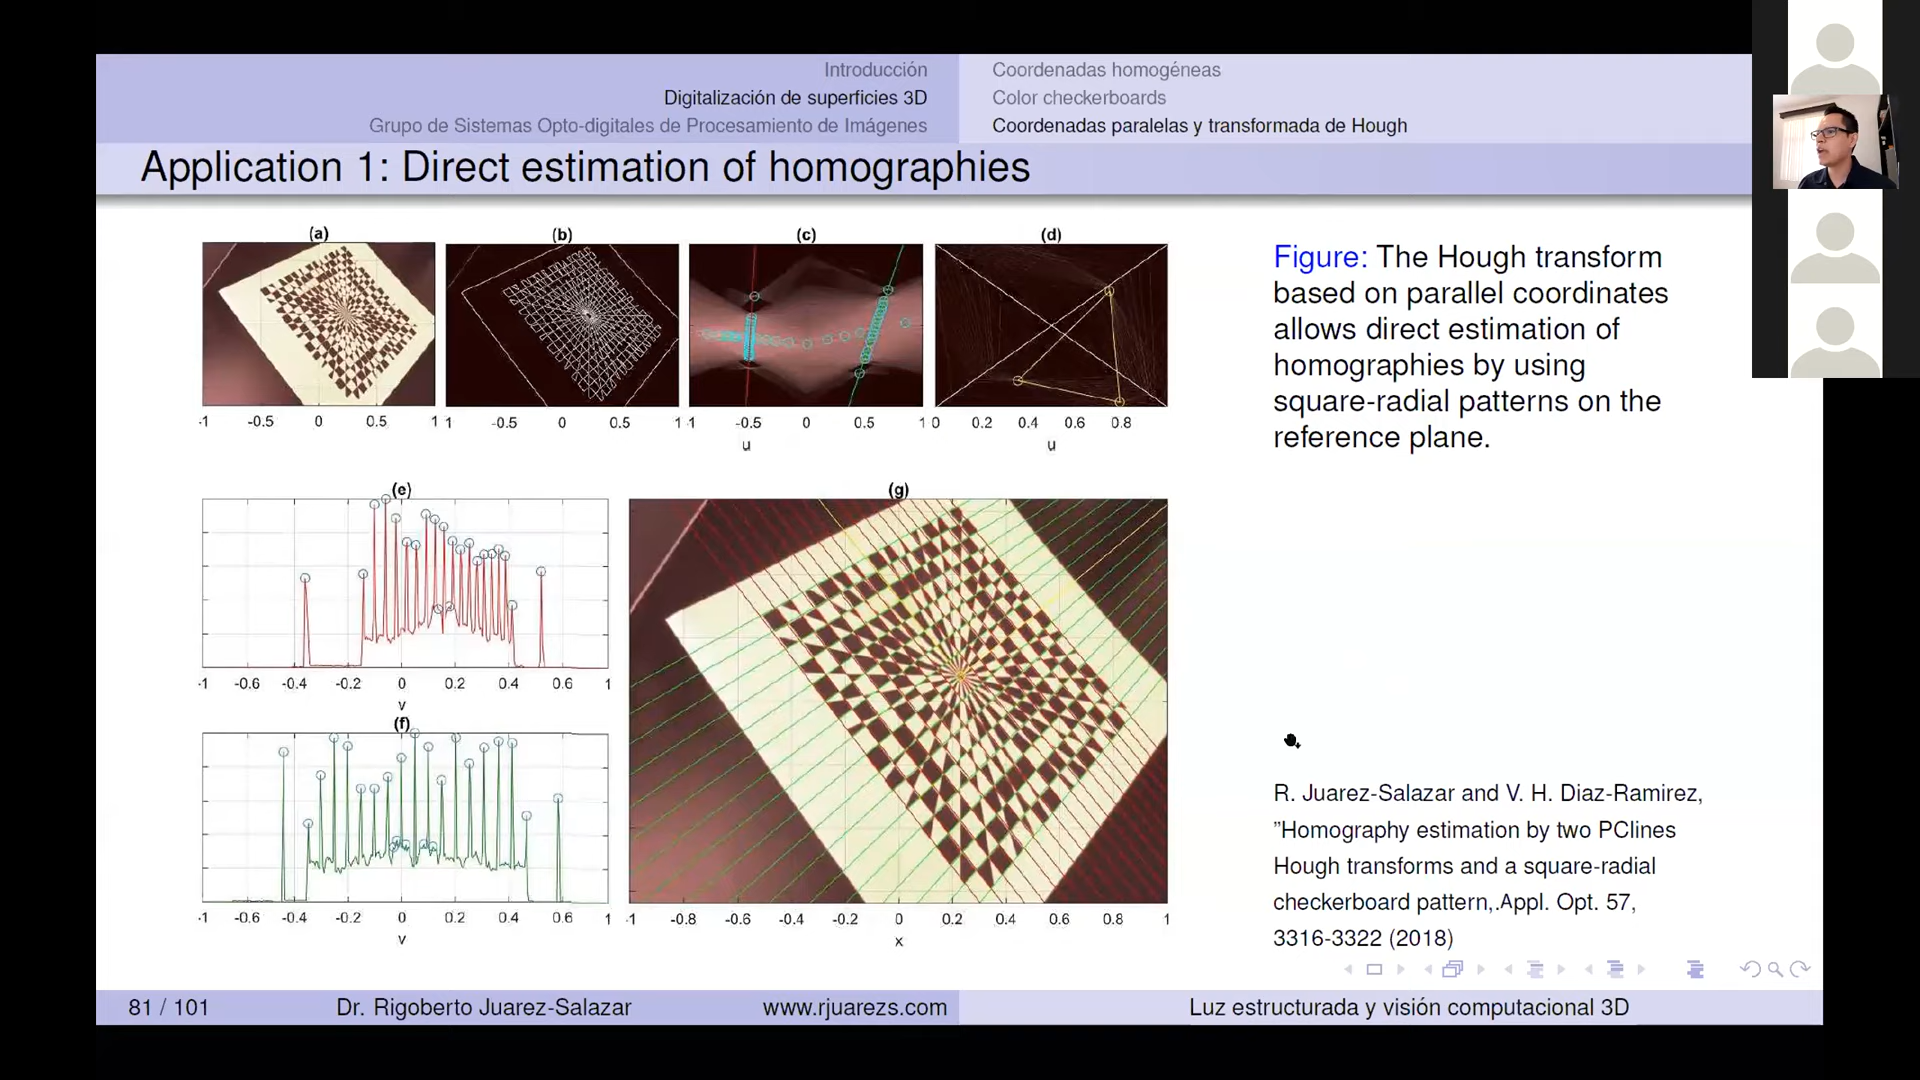 Introducción
Digitalización de superficies 3D
Grupo de Sistemas Opto-digitales de Procesamiento de Imágenes
Coordenadas homogéneas
Color checkerboards
Coordenadas paralelas y transformada de Hough
Application 1: Direct estimation of homographies
(a)
(b)
(c)
(d)
-1 -0.5 0 0.5 1
-1 -0.5 0 0.5 1
-1 -0.5 0 0.5 1
0 0.2 0.4 0.6 0.8 1
u
u
(e)
-1 -0.6 -0.4 -0.2 0 0.2 0.4 0.6 1
v
(f)
-1 -0.6 -0.4 -0.2 0 0.2 0.4 0.6 1
v
(g)
-1 -0.8 -0.6 -0.4 -0.2 0 0.2 0.4 0.6 0.8 1
x
Figure: The Hough transform
based on parallel coordinates
allows direct estimation of
homographies by using
square-radial patterns on the
reference plane.
R. Juarez-Salazar and V. H. Diaz-Ramirez,
”Homography estimation by two PClines
Hough transforms and a square-radial
checkerboard pattern,.Appl. Opt. 57,
3316-3322 (2018)
81 / 101
Dr. Rigoberto Juarez-Salazar
www.rjuarezs.com
Luz estructurada y visión computacional 3D